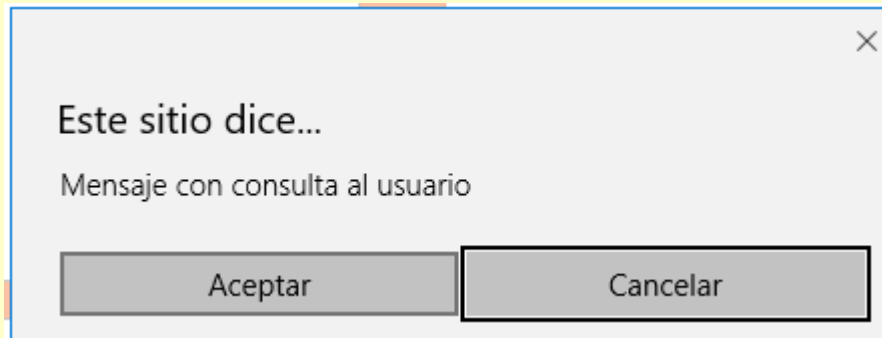 Este sitio dice...
Mensaje con consulta al usuario
Aceptar
Cancelar